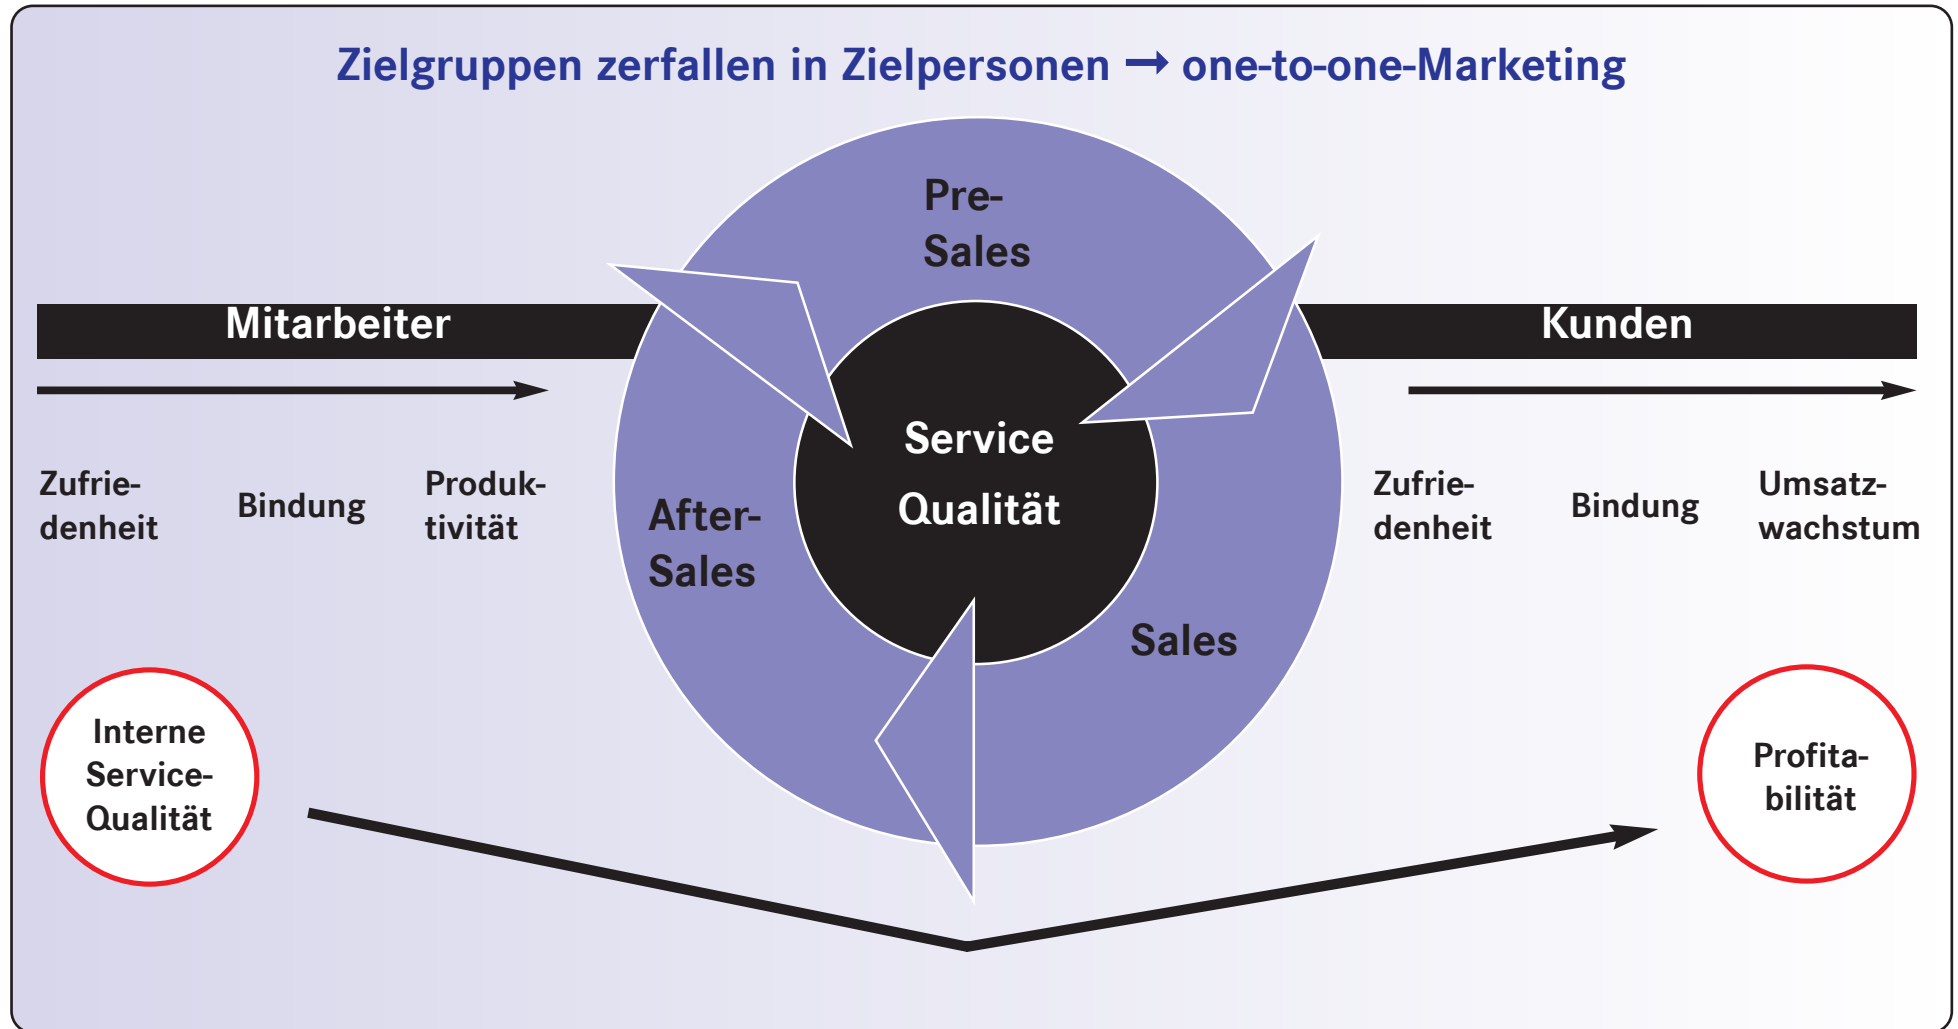 Zielgruppen zerfallen in Zielpersonen → one-to-one-Marketing
Pre-
Sales
Mitarbeiter
Kunden
Service
Qualität
Zufrie-
denheit
Bindung
Produk-
tivität
After-
Sales
Sales
Zufrie-
denheit
Bindung
Umsatz-
wachstum
Interne
Service-
Qualität
Profita-
bilität